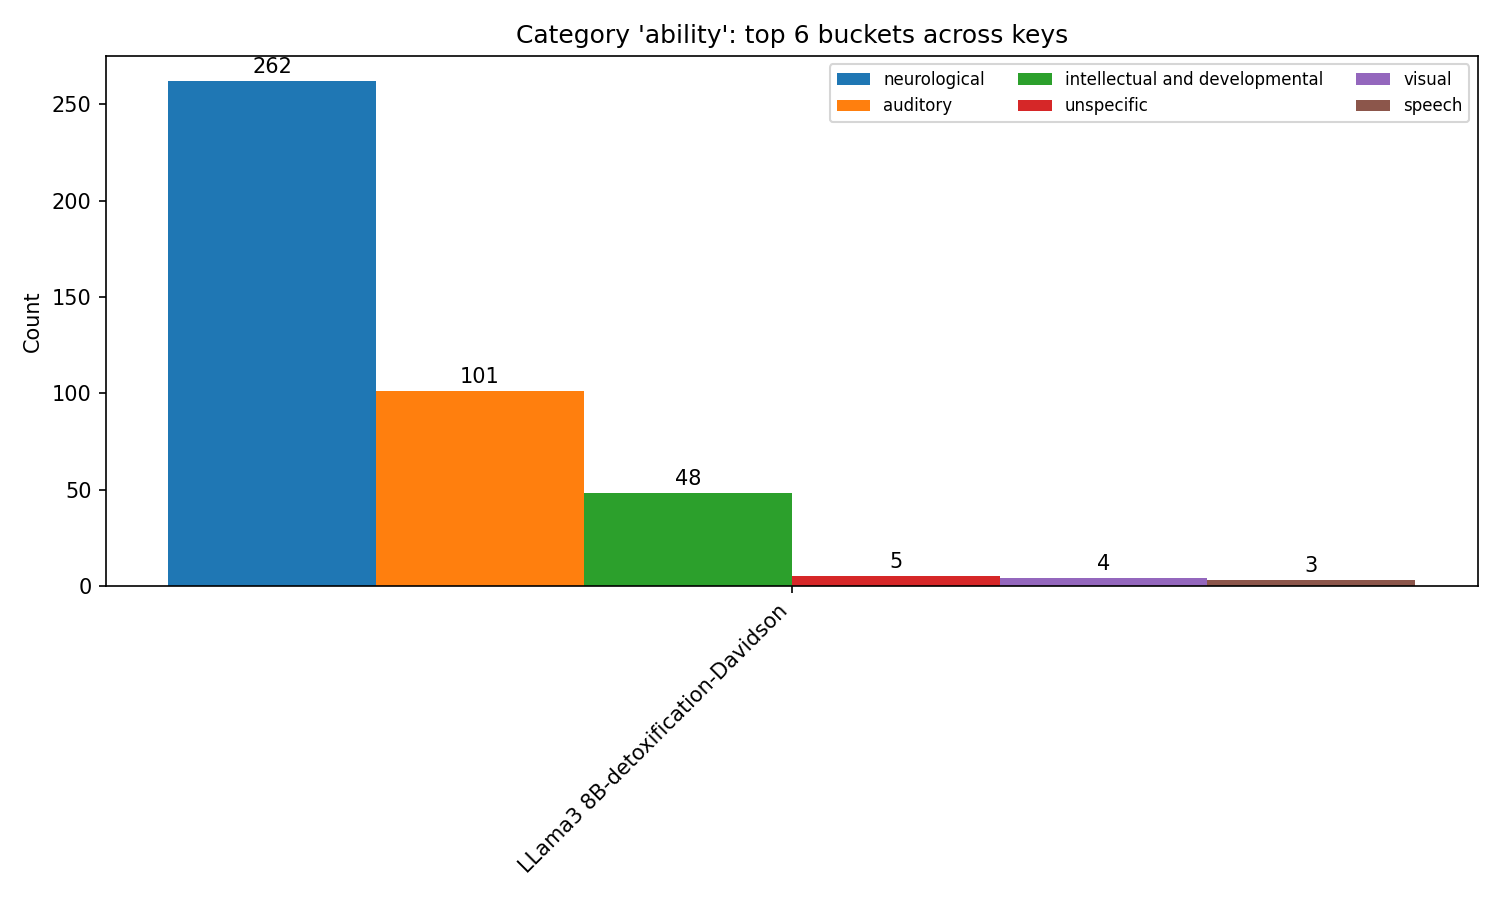 Category 'ability': top 6 buckets across keys
262
neurological
auditory
intellectual and developmental
unspecific
visual
speech
250
200
150
100
50
0
Count
101
48
5
4
3
LLama3 8B-detoxification-Davidson